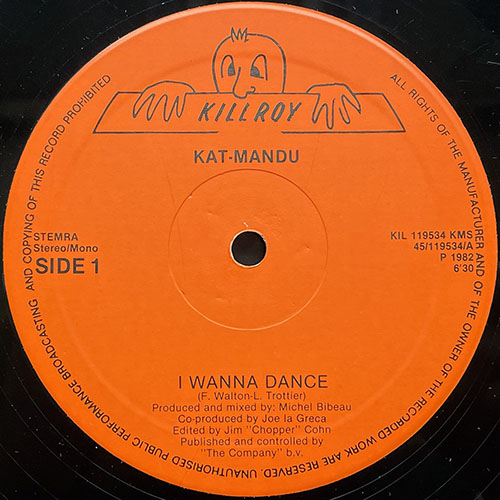 KILLROY
KAT-MANDU
STEMRA
Stereo/Mono
SIDE 1
KIL 119534 KMS
45/119534/A
P 1982
6'30
I WANNA DANCE
(F. Walton-L. Trottier)
Produced and mixed by: Michel Bibeau
Co-produced by Joe la Greca
Edited by Jim "Chopper" Cohn
Published and controlled by
"The Company" b.v.
ALL RIGHTS OF THE MANUFACTURER AND OF THE OWNER OF THE RECORDED WORK ARE RESERVED. UNAUTHORISED PUBLIC PERFORMANCE BROADCASTING AND COPYING OF THIS RECORD PROHIBITED